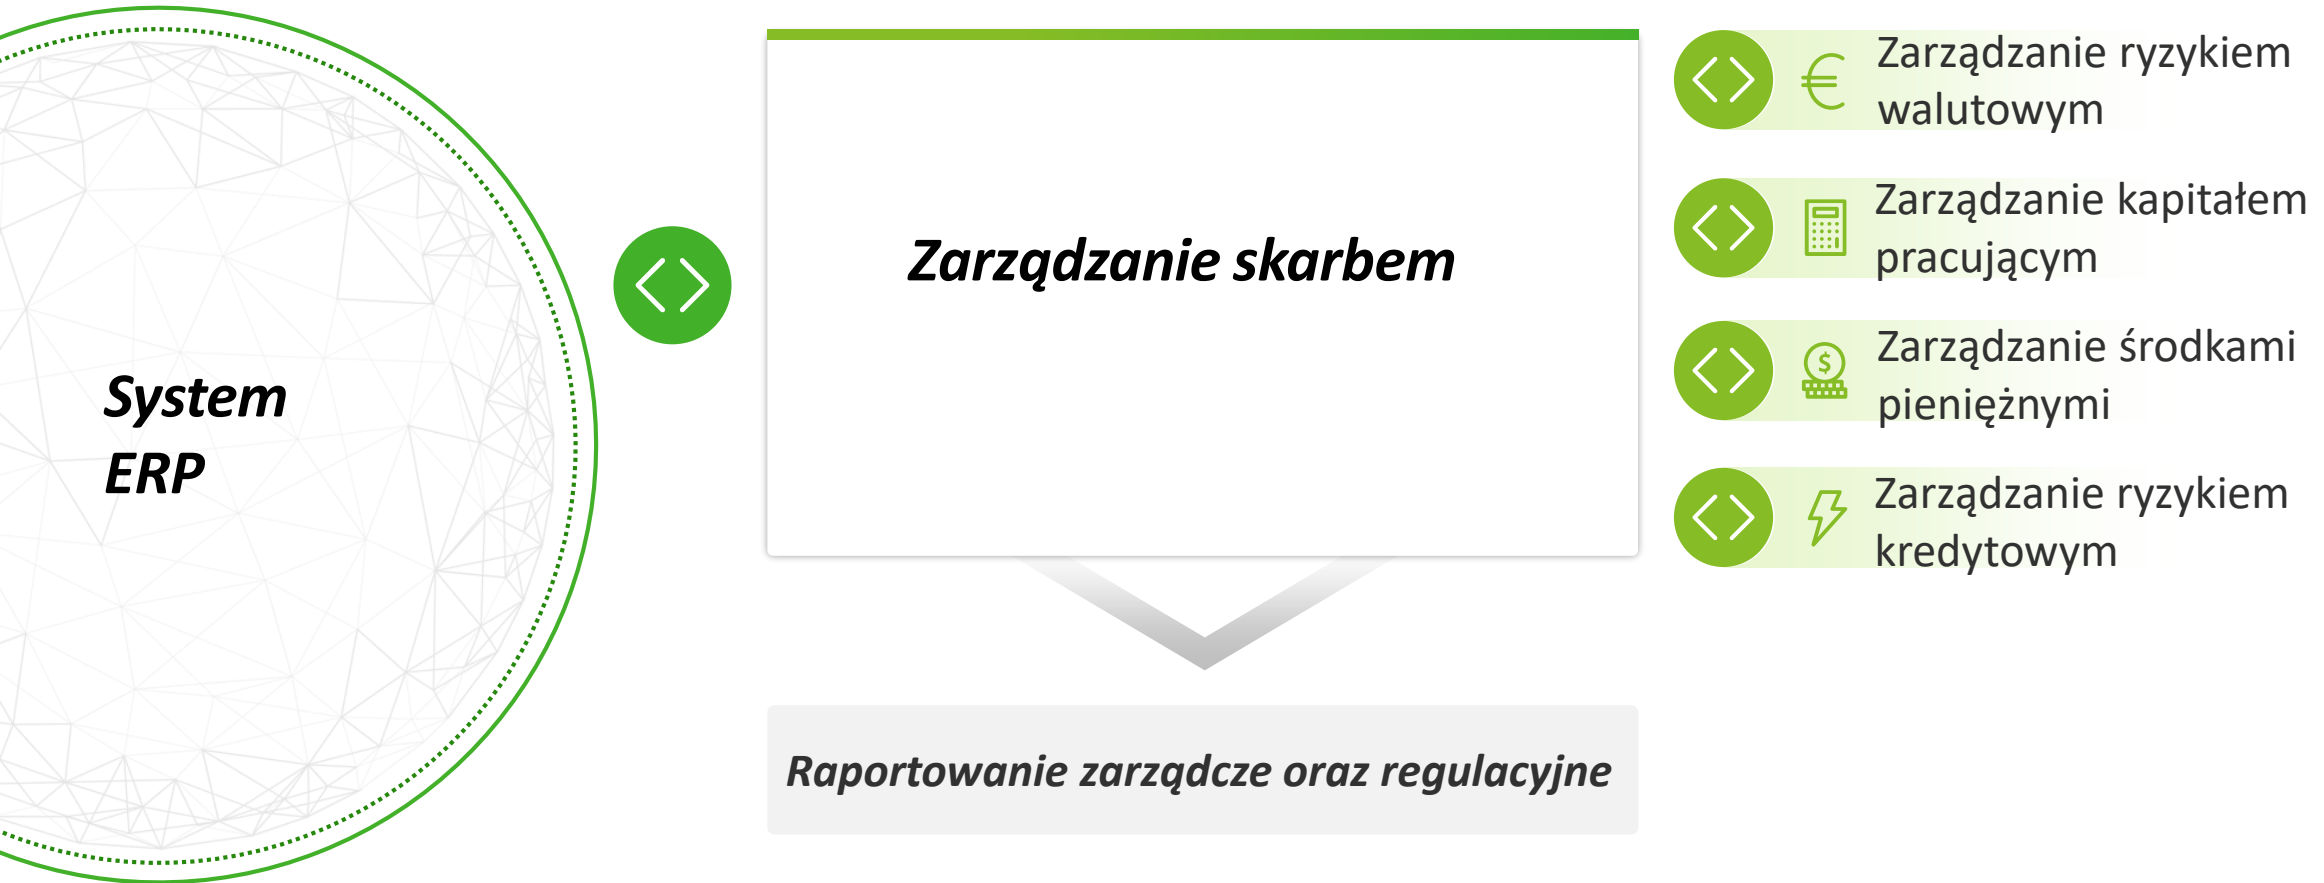 System
ERP
Zarządzanie skarbem
Raportowanie zarządcze oraz regulacyjne
Zarządzanie ryzykiem
walutowym
Zarządzanie kapitałem
pracującym
Zarządzanie środkami
pieniężnymi
Zarządzanie ryzykiem
kredytowym